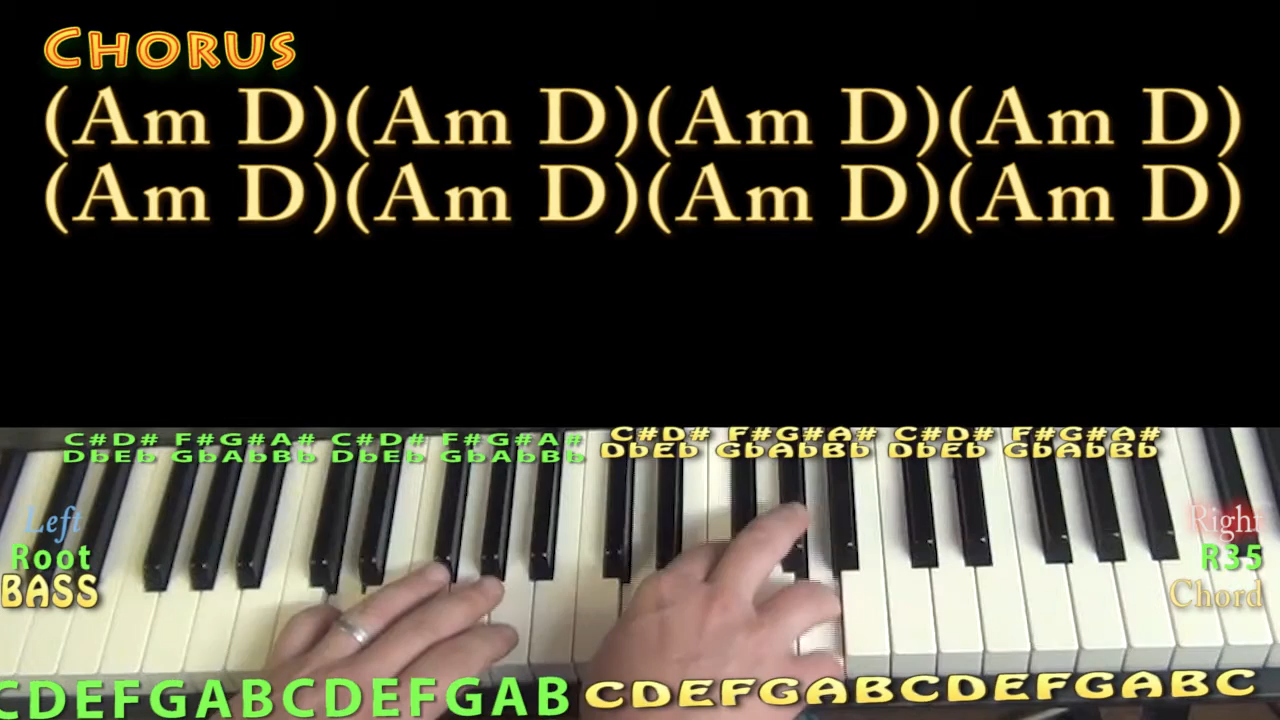 CHORUS
(Am D)(Am D)(Am D)(Am D)
(Am D)(Am D)(Am D)(Am D)
C#D# F#G#A# C#D# F#G#A# C#D# F#G#A# C#D# F#G#A#
DbEb GbAbBb DbEb GbAbBb DbEb GbAbBb DbEb GbAbBb
Left Right
Root R35
BASS Chord
CDEFGABCDEFGAB CDEFGABCDEFGABC